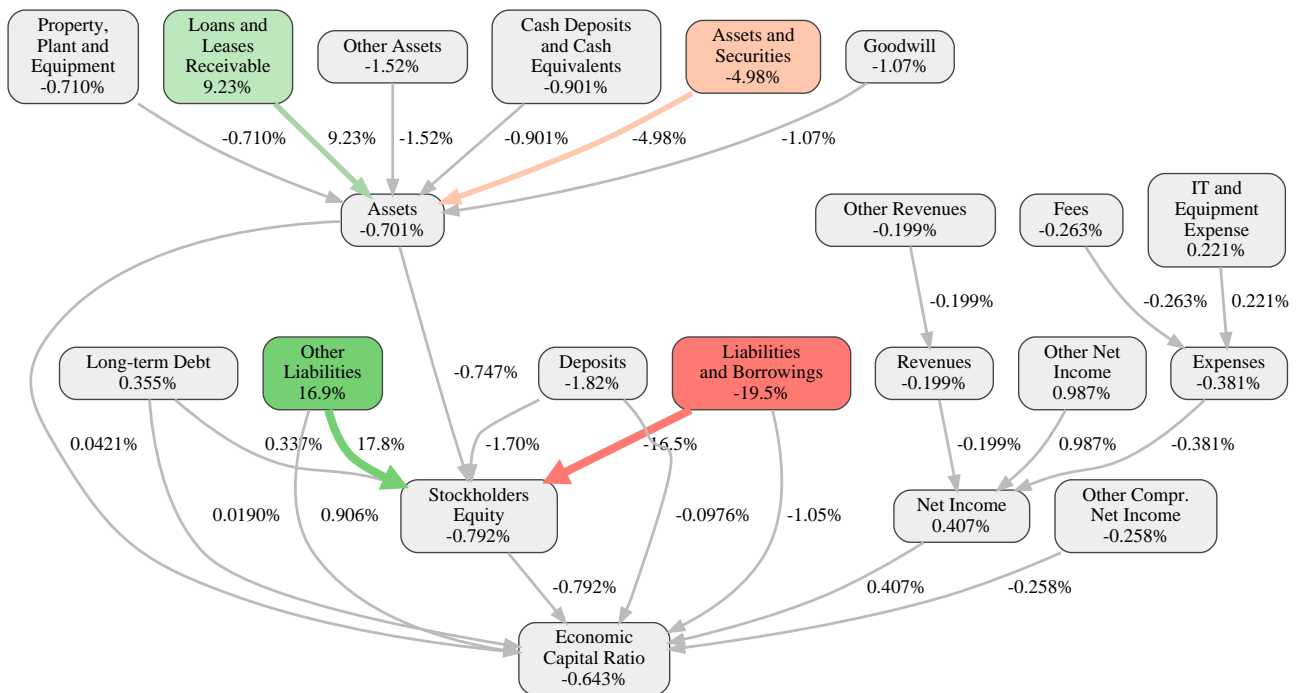 Property,
Plant and
Equipment
-0.710%
Loans and
Leases
Receivable
9.23%
Other Assets
-1.52%
Cash Deposits
and Cash
Equivalents
-0.901%
Assets and
Securities
-4.98%
Goodwill
-1.07%
-0.710%
9.23%
-1.52%
-0.901%
-4.98%
-1.07%
Assets
-0.701%
Other Revenues
-0.199%
Fees
-0.263%
IT and
Equipment
Expense
0.221%
-0.199%
-0.263%
0.221%
Long-term Debt
0.355%
Other
Liabilities
16.9%
-0.747%
Deposits
-1.82%
Liabilities
and Borrowings
-19.5%
Revenues
-0.199%
Other Net
Income
0.987%
Expenses
-0.381%
0.0421%
0.337%
17.8%
-1.70%
-16.5%
-0.199%
0.987%
-0.381%
0.0190%
0.906%
Stockholders
Equity
-0.792%
-0.0976%
-1.05%
Net Income
0.407%
Other Compr.
Net Income
-0.258%
-0.792%
0.407%
-0.258%
Economic
Capital Ratio
-0.643%